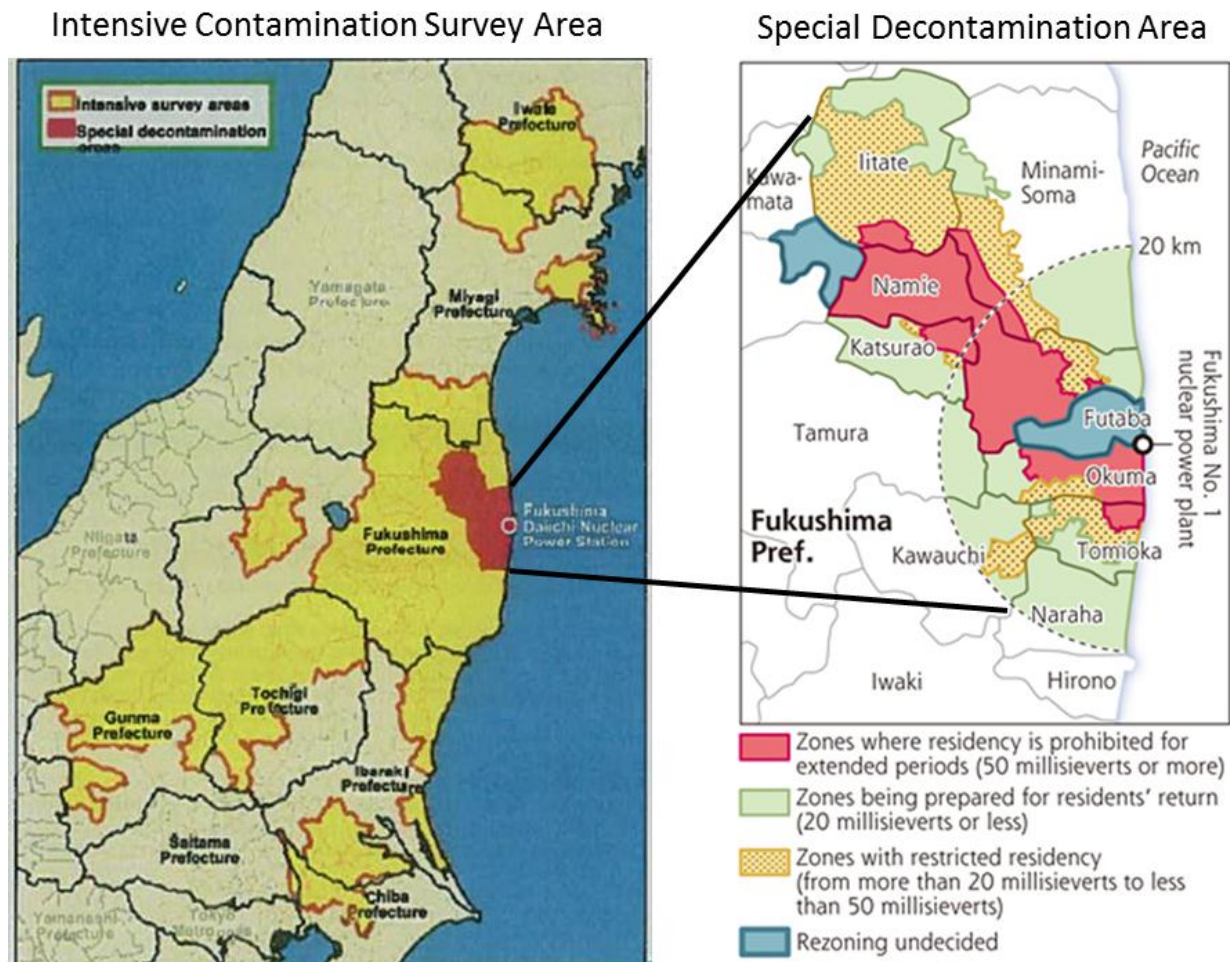 Intensive Contamination Survey Area
Intensive survey areas
Special decontamination
areas
Iwate
Prefecture
Yamagata
Prefecture
Miyagi
Prefecture
Niigata
Prefecture
Fukushima
Prefecture
Fukushima
Daiichi Nuclear
Power Station
Gunma
Prefecture
Tochigi
Prefecture
Ibaraki
Prefecture
Saitama
Prefecture
Chiba
Prefecture
Yamanashi
Prefecture
Tokyo
Metropolis
Special Decontamination Area
Iitate
Kawa-
mata
Minami-
Soma
Pacific
Ocean
20 km
Namie
Katsurao
Tamura
Futaba
Okuma
Fukushima No. 1
nuclear power plant
Fukushima
Pref.
Kawauchi
Tomioka
Naraha
Iwaki
Hirono
Zones where residency is prohibited for
extended periods (50 millisieverts or more)
Zones being prepared for residents' return
(20 millisieverts or less)
Zones with restricted residency
(from more than 20 millisieverts to less
than 50 millisieverts)
Rezoning undecided